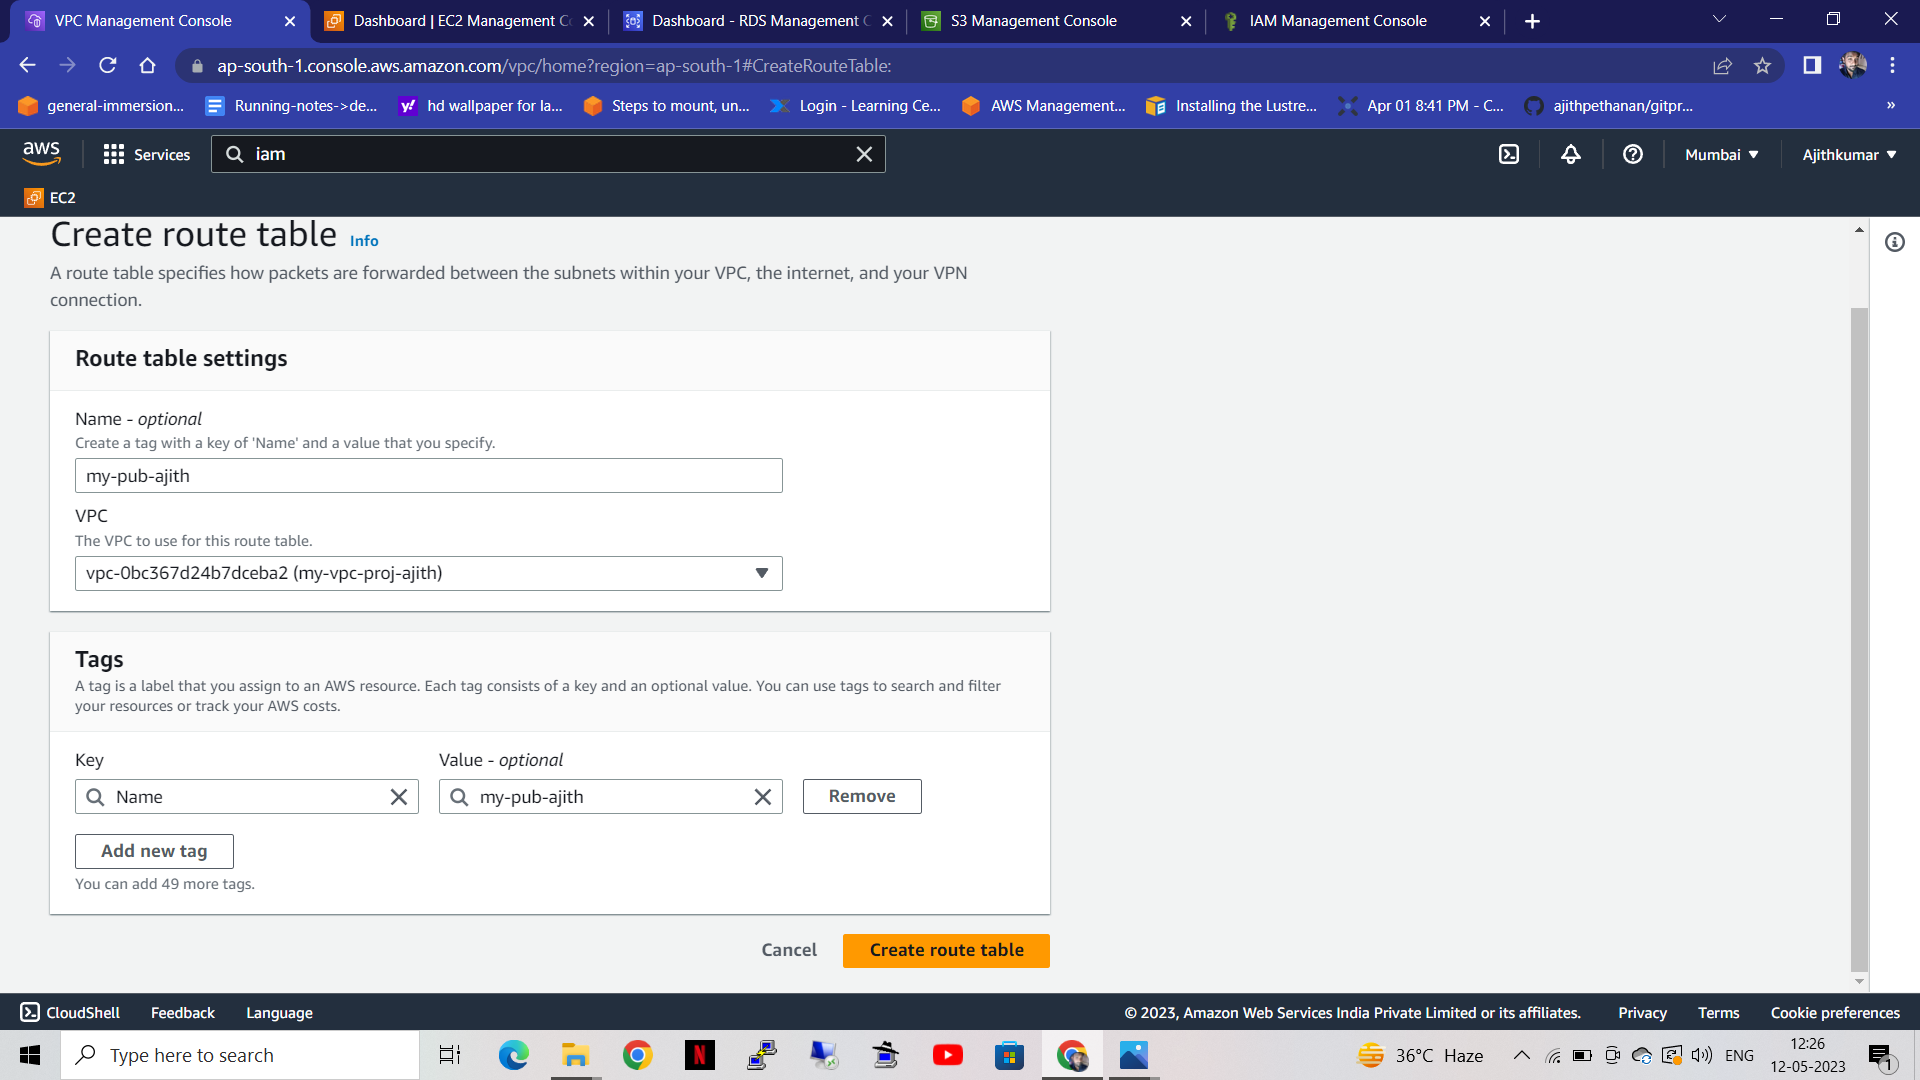 VPC Management Console
Dashboard | EC2 Management Co
Dashboard - RDS Management C
S3 Management Console
IAM Management Console
ap-south-1.console.aws.amazon.com/vpc/home?region=ap-south-1#CreateRouteTable:
general-immersion...
Running-notes->de...
hd wallpaper for la...
Steps to mount, un...
Login - Learning Ce...
AWS Management...
Installing the Lustre...
Apr 01 8:41 PM - C...
ajithpethanan/gitpr...
»
aws
Services
iam
Mumbai
Ajithkumar
EC2
Create route table Info
A route table specifies how packets are forwarded between the subnets within your VPC, the internet, and your VPN
connection.
Route table settings
Name - optional
Create a tag with a key of 'Name' and a value that you specify.
my-pub-ajith
VPC
The VPC to use for this route table.
vpc-0bc367d24b7dceba2 (my-vpc-proj-ajith)
Tags
A tag is a label that you assign to an AWS resource. Each tag consists of a key and an optional value. You can use tags to search and filter
your resources or track your AWS costs.
Key
Value - optional
Name
my-pub-ajith
Remove
Add new tag
You can add 49 more tags.
Cancel
Create route table
CloudShell
Feedback
Language
© 2023, Amazon Web Services India Private Limited or its affiliates.
Privacy
Terms
Cookie preferences
Type here to search
36°C Haze
ENG
12:26
12-05-2023
1